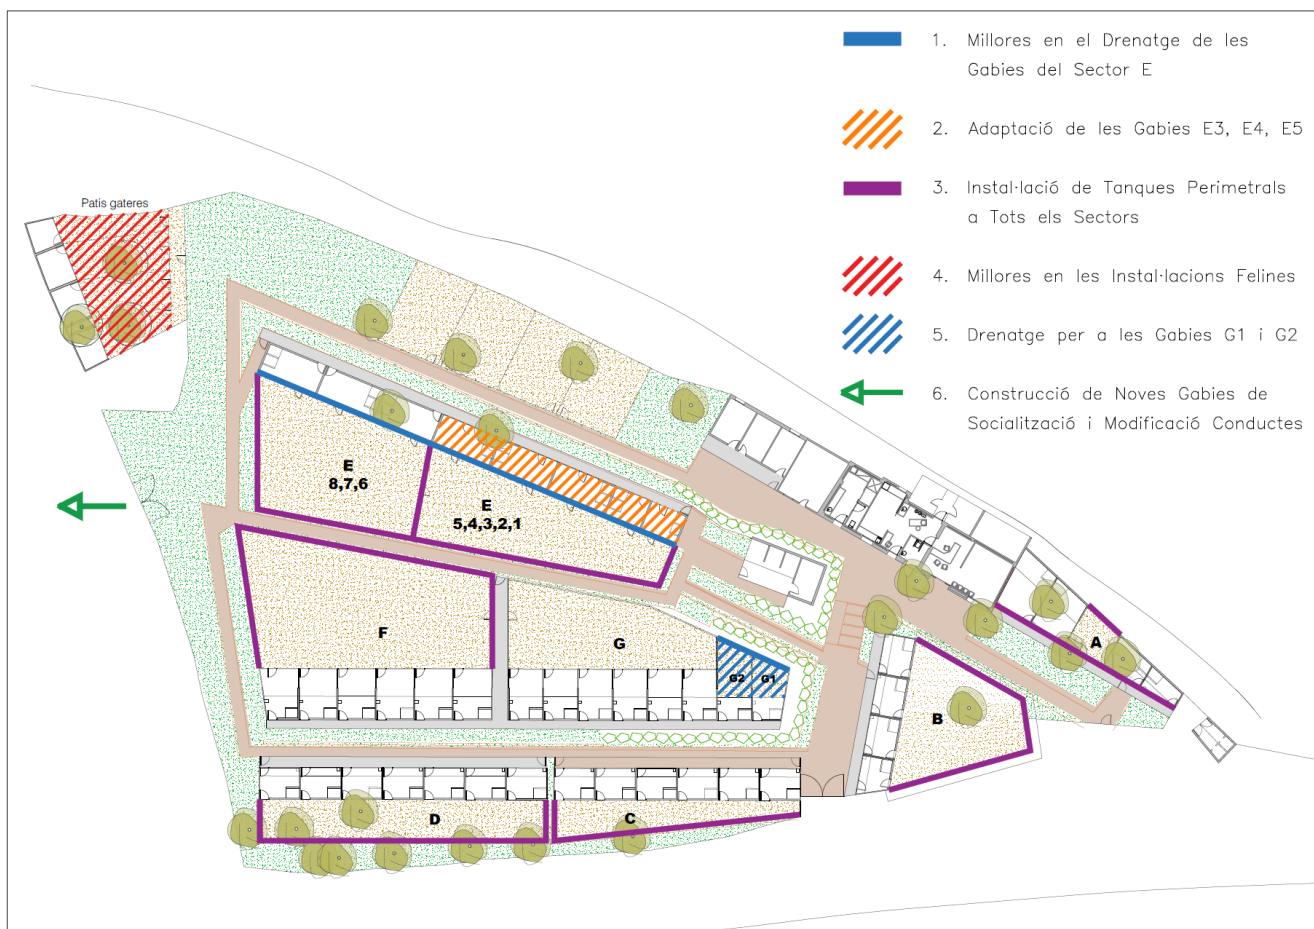 1. Millores en el Drenatge de les
Gabies del Sector E
2. Adaptació de les Gabies E3, E4, E5
3. Instal·lació de Tanques Perimetrals
a Tots els Sectors
4. Millores en les Instal·lacions Felines
5. Drenatge per a les Gabies G1 i G2
6. Construcció de Noves Gabies de
Socialització i Modificació Conductes
Patis gateres
E
8,7,6
E
5,4,3,2,1
F
G
G2
G1
A
B
D
C